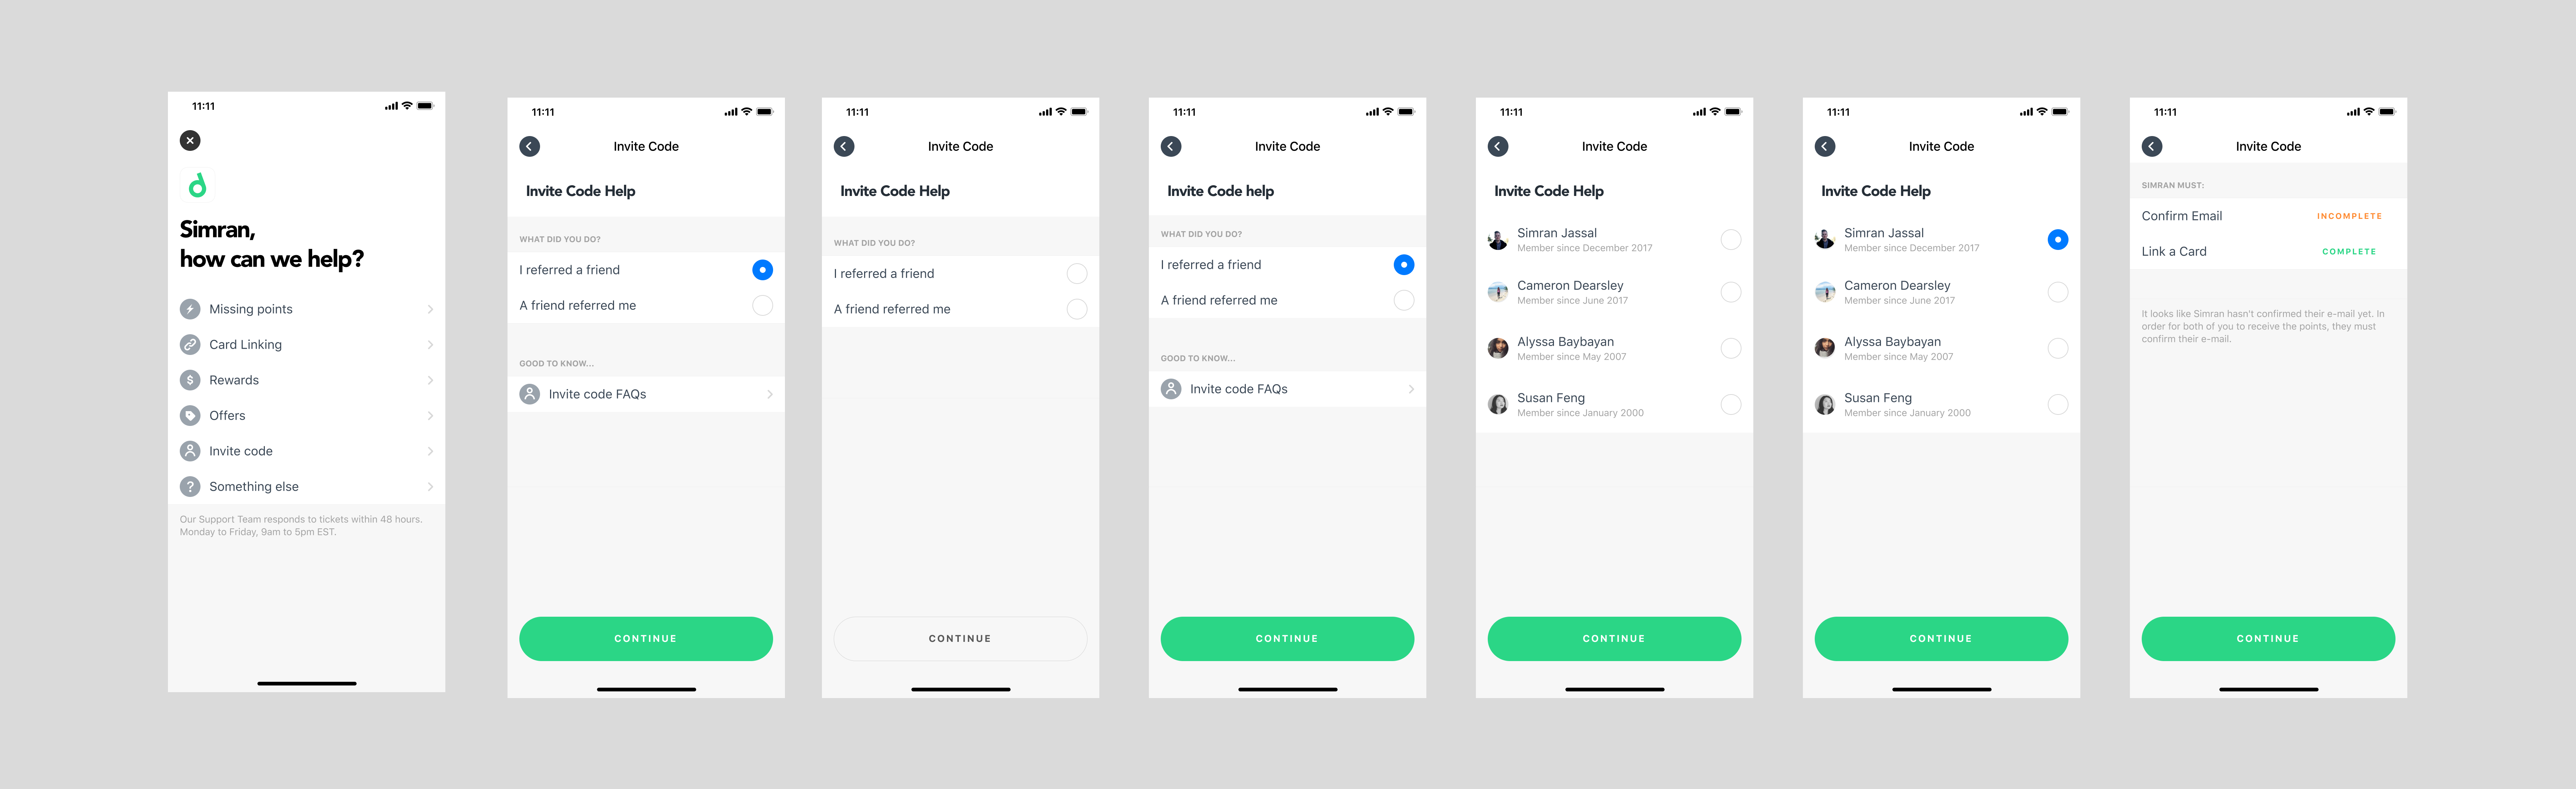 11:11
Simran,
how can we help?
Missing points
Card Linking
Rewards
Offers
Invite code
Something else
Our Support Team responds to tickets within 48 hours.
Monday to Friday, 9am to 5pm EST.
11:11
Invite Code
Invite Code Help
WHAT DID YOU DO?
I referred a friend
A friend referred me
GOOD TO KNOW...
Invite code FAQs
CONTINUE
11:11
Invite Code
Invite Code Help
WHAT DID YOU DO?
I referred a friend
A friend referred me
CONTINUE
11:11
Invite Code
Invite Code help
WHAT DID YOU DO?
I referred a friend
A friend referred me
GOOD TO KNOW...
Invite code FAQs
CONTINUE
11:11
Invite Code
Invite Code Help
Simran Jassal
Member since December 2017
Cameron Dearsley
Member since June 2017
Alyssa Baybayan
Member since May 2007
Susan Feng
Member since January 2000
CONTINUE
11:11
Invite Code
Invite Code Help
Simran Jassal
Member since December 2017
Cameron Dearsley
Member since June 2017
Alyssa Baybayan
Member since May 2007
Susan Feng
Member since January 2000
CONTINUE
11:11
Invite Code
SIMRAN MUST:
Confirm Email INCOMPLETE
Link a Card COMPLETE
It looks like Simran hasn't confirmed their e-mail yet. In
order for both of you to receive the points, they must
confirm their e-mail.
CONTINUE